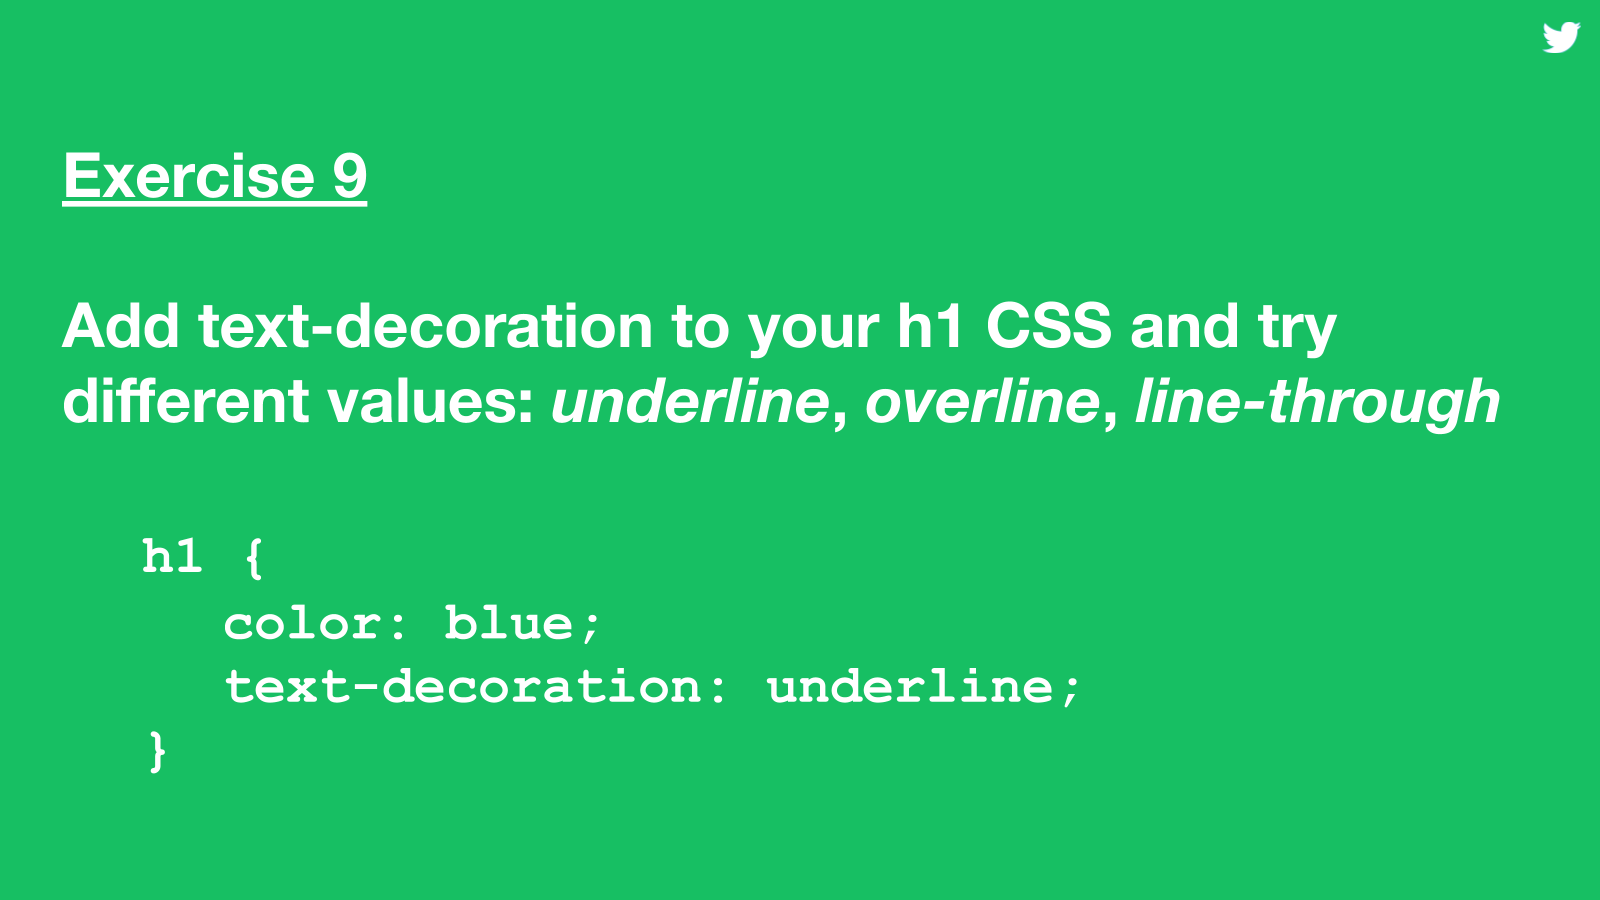 Exercise 9
Add text-decoration to your h1 CSS and try
different values: underline, overline, line-through
h1 {
color: blue;
text-decoration: underline;
}